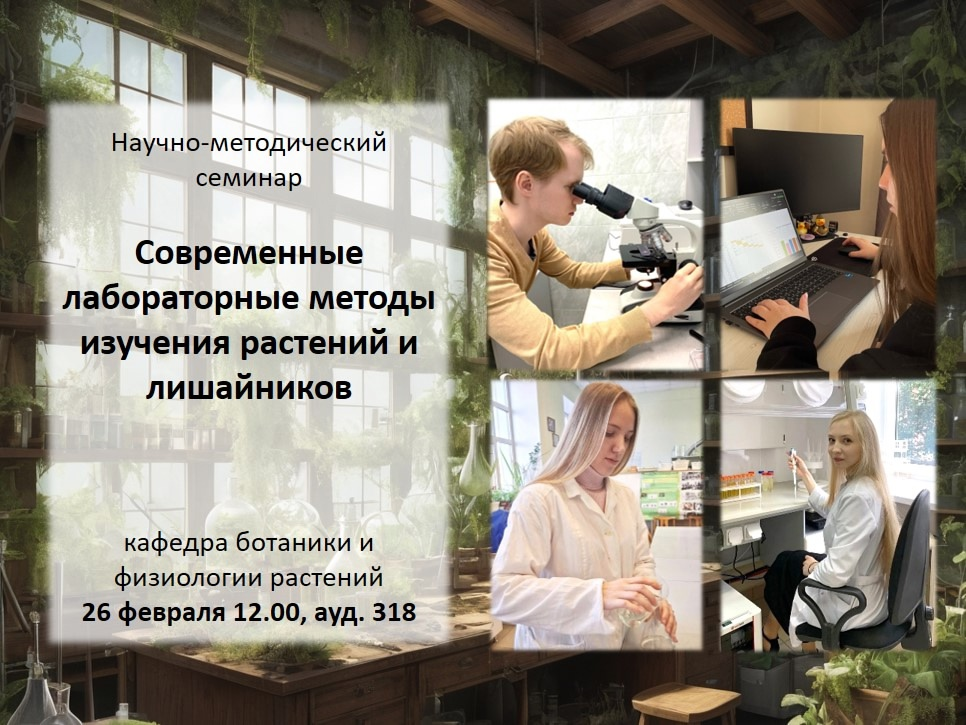 Научно-методический
семинар
Современные
лабораторные методы
изучения растений и
лишайников
кафедра ботаники и
физиологии растений
26 февраля 12.00, ауд. 318